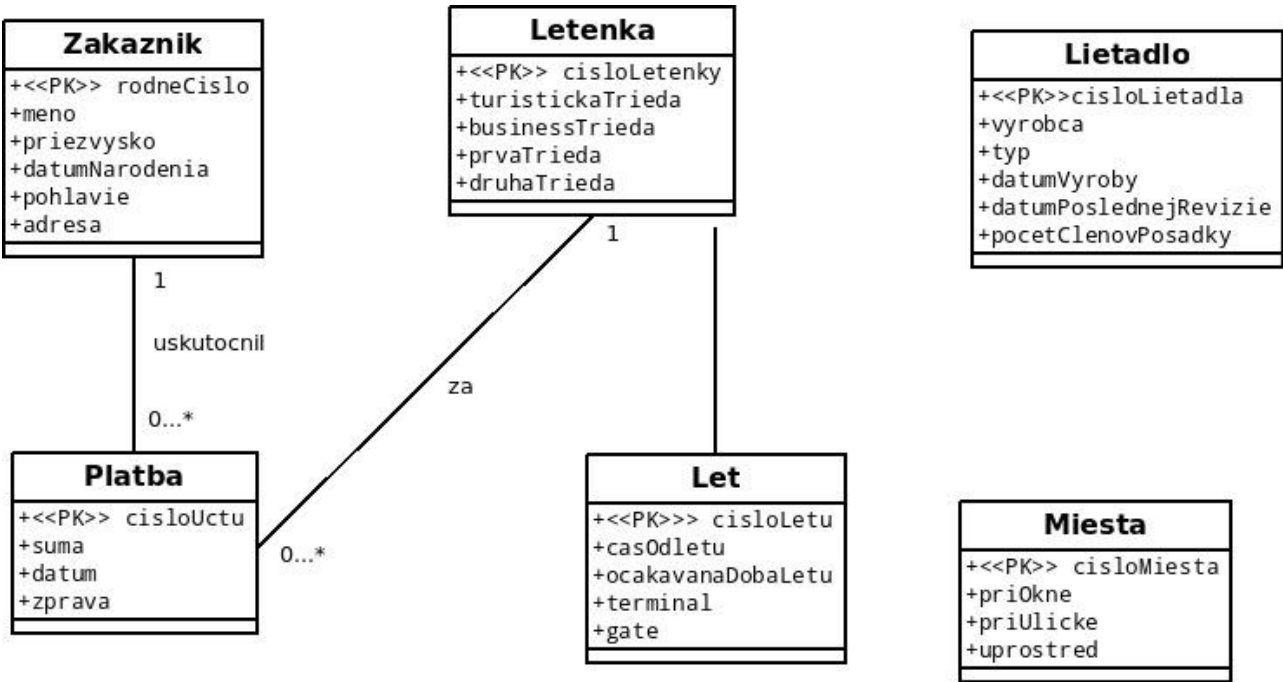 Zakaznik
+<<PK>> rodneCislo
+meno
+priezvysko
+datumNarodenia
+pohlavie
+adresa
Letenka
+<<PK>> cisloLetenky
+turistickaTrieda
+businessTrieda
+prvaTrieda
+druhaTrieda
Lietadlo
+<<PK>>cisloLietadla
+vyrobca
+typ
+datumVyroby
+datumPoslednejRevizie
+pocetClenovPosadky
1
uskutocnil
0...*
1
za
0...*
Platba
+<<PK>> cisloUctu
+suma
+datum
+zprava
Let
+<<PK>>> cisloLetu
+casOdletu
+ocakavanaDobaLetu
+terminal
+gate
Miesta
+<<PK>> cisloMiesta
+priOkne
+priUlicke
+uprostred